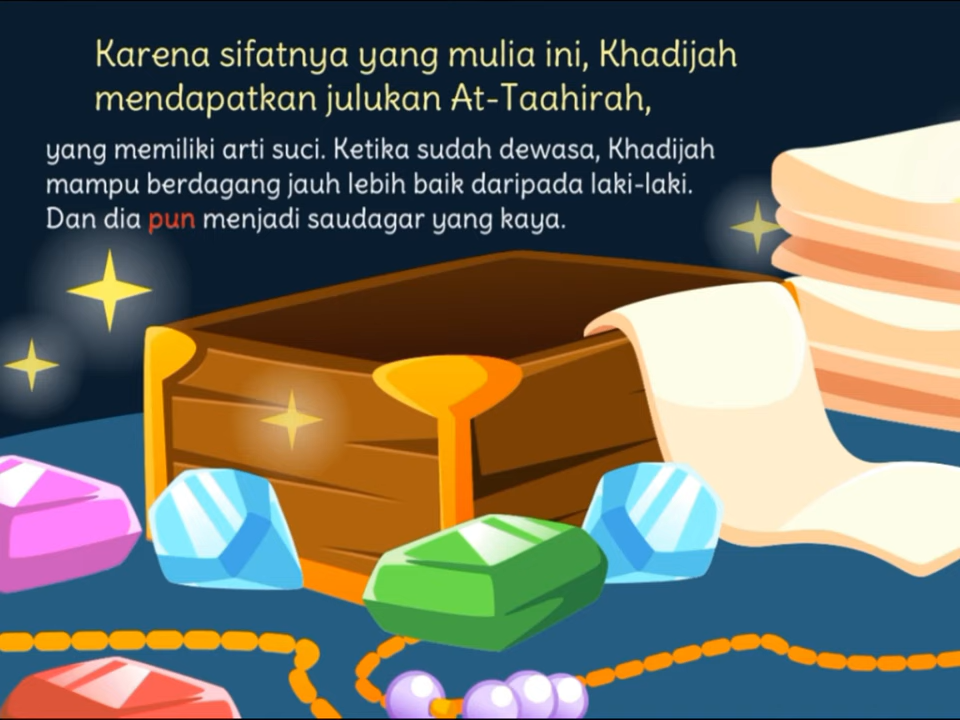 Karena sifatnya yang mulia ini, Khadijah
mendapatkan julukan At-Taahirah,
yang memiliki arti suci. Ketika sudah dewasa, Khadijah
mampu berdagang jauh lebih baik daripada laki-laki.
Dan dia pun menjadi saudagar yang kaya.